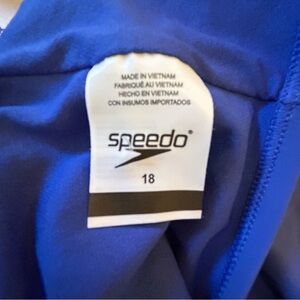 MADE IN VIETNAM
FABRIQUÉ AU VIETNAM
HECHO EN VIETNAM
CON INSUMOS IMPORTADOS
speedo®
18